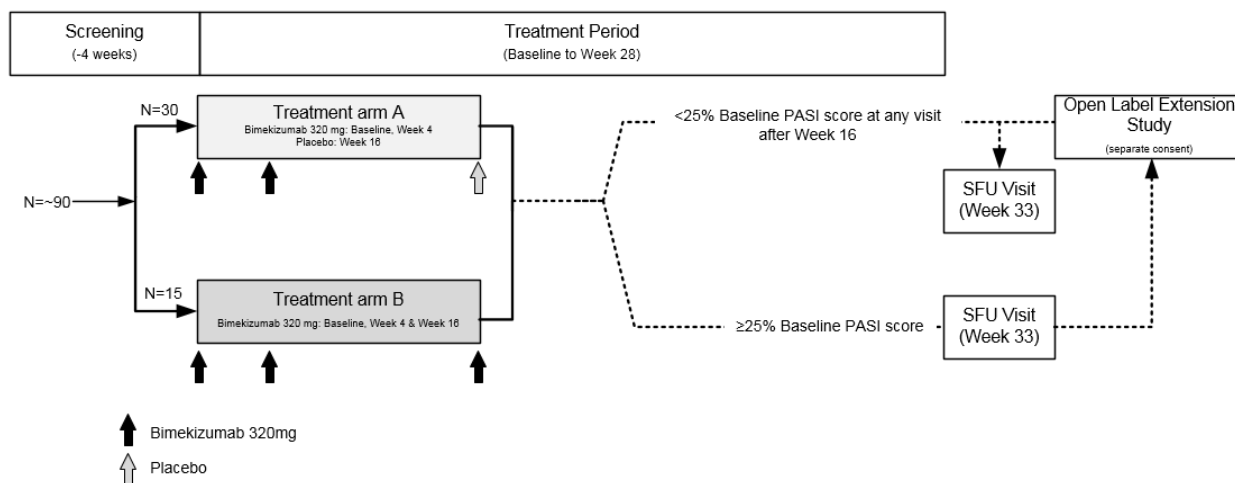 Screening
(-4 weeks)
Treatment Period
(Baseline to Week 28)
N=~90
N=30
Treatment arm A
Bimekizumab 320 mg: Baseline, Week 4
Placebo: Week 16
N=15
Treatment arm B
Bimekizumab 320 mg: Baseline, Week 4 & Week 16
<25% Baseline PASI score at any visit
after Week 16
Open Label Extension
Study
(separate consent)
SFU Visit
(Week 33)
≥25% Baseline PASI score
SFU Visit
(Week 33)
Bimekizumab 320mg
Placebo